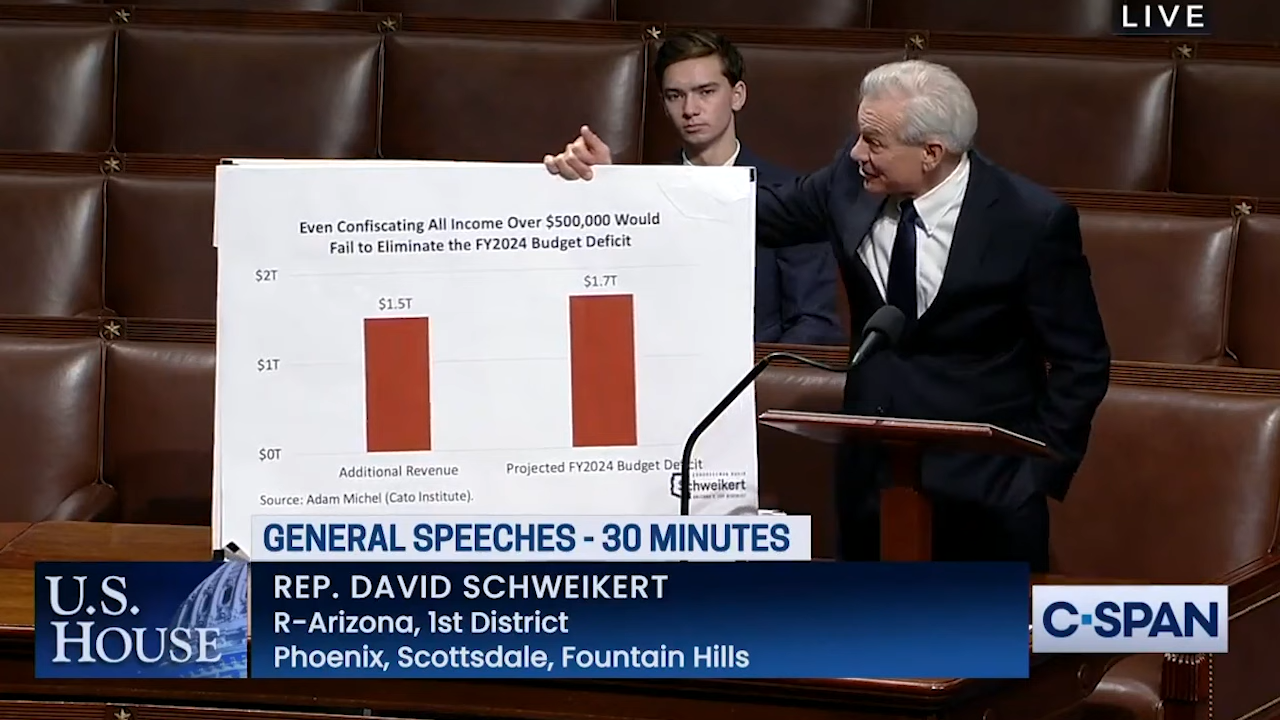 LIVE
Even Confiscating All Income Over $500,000 Would
Fail to Eliminate the FY2024 Budget Deficit
$2T
$1.5T
$1.7T
$1T
$0T
Additional Revenue
Projected FY2024 Budget Deficit
Schweikert
Source: Adam Michel (Cato Institute).
GENERAL SPEECHES - 30 MINUTES
U.S.
HOUSE
REP. DAVID SCHWEIKERT
R-Arizona, 1st District
Phoenix, Scottsdale, Fountain Hills
C-SPAN